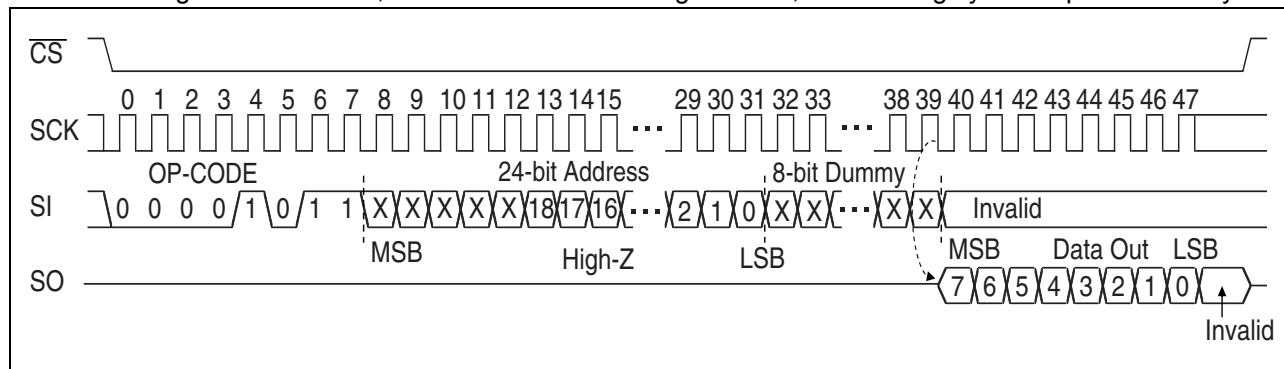 CS
0 1 2 3 4 5 6 7 8 9 10 11 12 13 14 15 29 30 31 32 33 38 39 40 41 42 43 44 45 46 47
SCK ... ...
OP-CODE 24-bit Address 8-bit Dummy
SI 0 0 0 0 1 0 1 1 X X X X X 18 17 16 ... 2 1 0 X X ... X X Invalid
MSB High-Z LSB MSB Data Out LSB
SO 7 6 5 4 3 2 1 0
Invalid